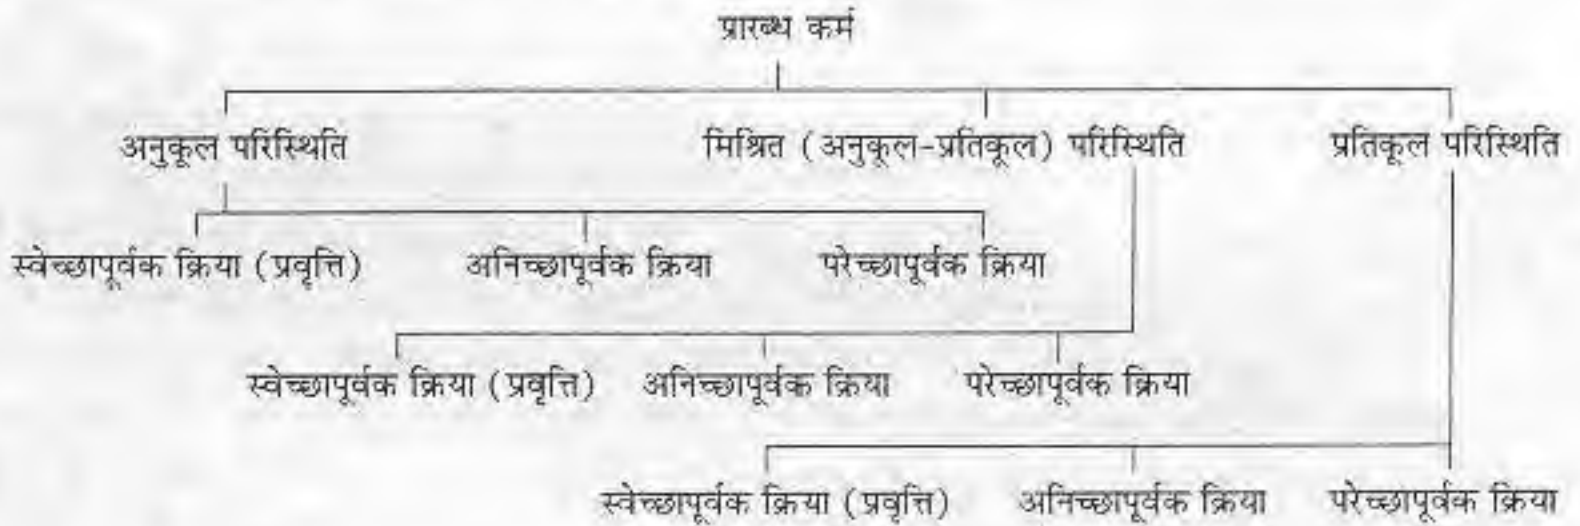 प्रारब्ध कर्म
अनुकूल परिस्थिति मिश्रित (अनुकूल-प्रतिकूल) परिस्थिति प्रतिकूल परिस्थिति
स्वेच्छापूर्वक क्रिया (प्रवृत्ति) अनिच्छापूर्वक क्रिया परेच्छापूर्वक क्रिया
स्वेच्छापूर्वक क्रिया (प्रवृत्ति) अनिच्छापूर्वक क्रिया परेच्छापूर्वक क्रिया
स्वेच्छापूर्वक क्रिया (प्रवृत्ति) अनिच्छापूर्वक क्रिया परेच्छापूर्वक क्रिया